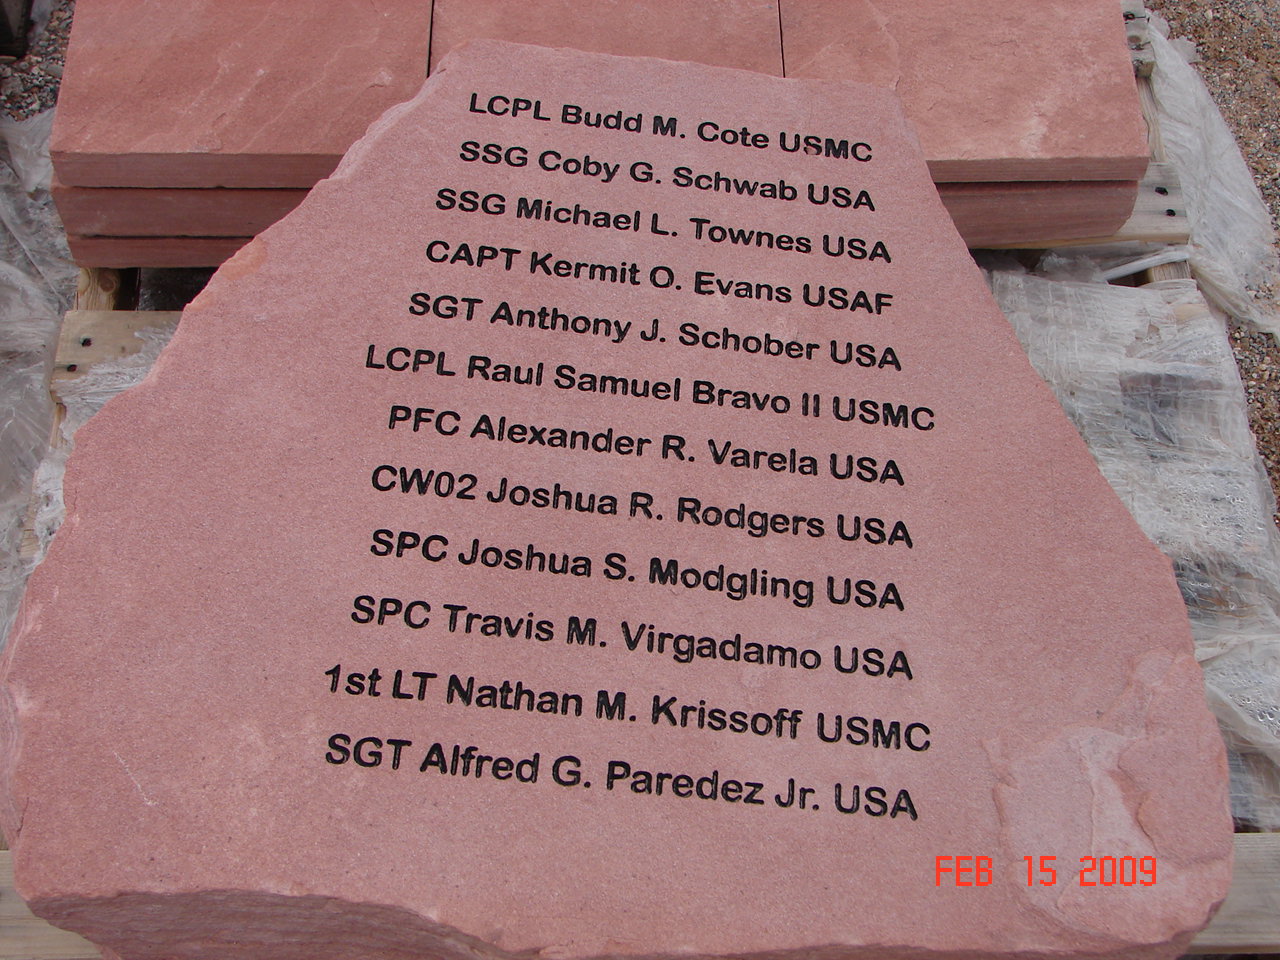 LCPL Budd M. Cote USMC
SSG Coby G. Schwab USA
SSG Michael L. Townes USA
CAPT Kermit O. Evans USAF
SGT Anthony J. Schober USA
LCPL Raul Samuel Bravo II USMC
PFC Alexander R. Varela USA
CW02 Joshua R. Rodgers USA
SPC Joshua S. Modgling USA
SPC Travis M. Virgadamo USA
1st LT Nathan M. Krissoff USMC
SGT Alfred G. Paredez Jr. USA
FEB 15 2009